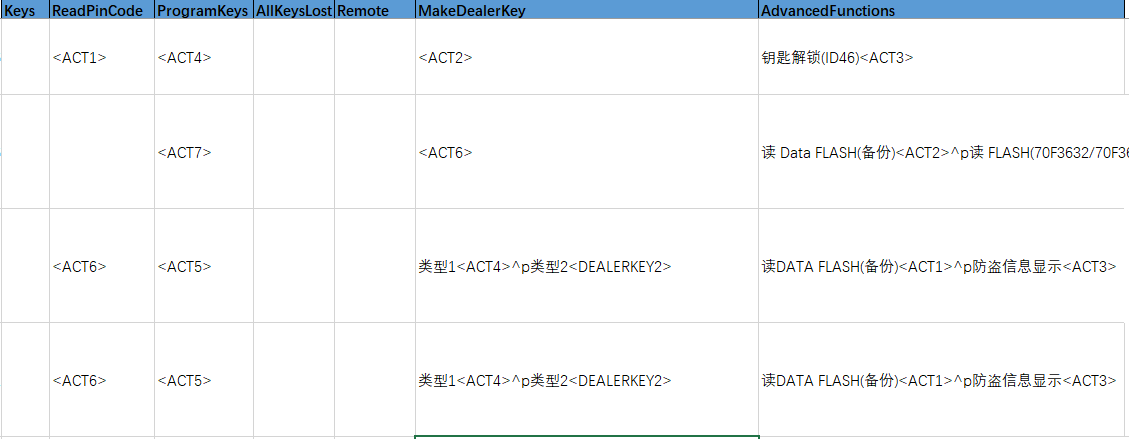 Keys ReadPinCode ProgramKeys AllKeysLost Remote MakeDealerKey AdvancedFunctions
<ACT1> <ACT4> <ACT2> 钥匙解锁(ID46)<ACT3>
<ACT7> <ACT6> 读 Data FLASH(备份)<ACT2>^p读 FLASH(70F3632/70F3
<ACT6> <ACT5> 类型1<ACT4>^p类型2<DEALERKEY2> 读DATA FLASH(备份)<ACT1>^p防盗信息显示<ACT3>
<ACT6> <ACT5> 类型1<ACT4>^p类型2<DEALERKEY2> 读DATA FLASH(备份)<ACT1>^p防盗信息显示<ACT3>